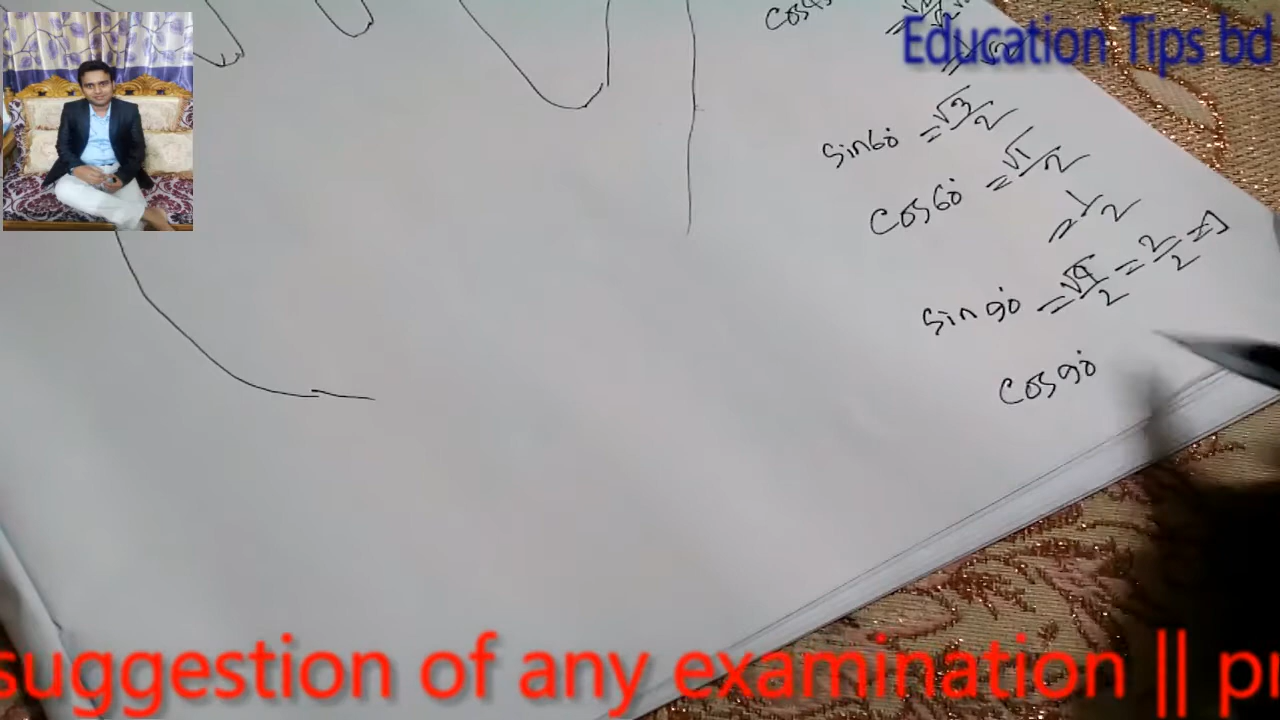 Education Tips bd
cos45
sin60° = √3/2
cos60° = √1/2
= 1/2
sin90° = √4/2 = 2/2 = 1
cos90°
suggestion of any examination || pr